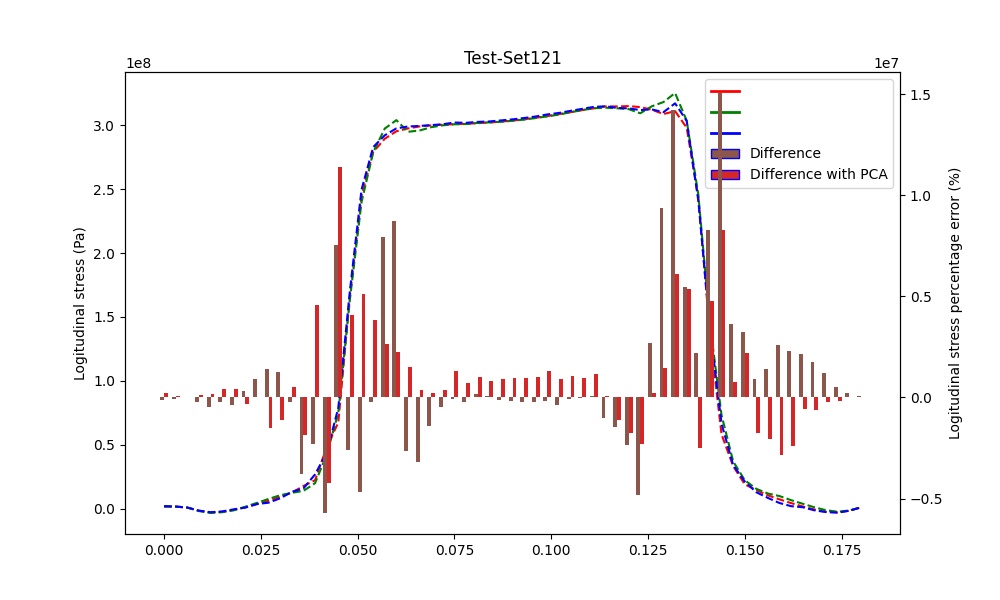 Test-Set121
1e8
1e7
3.0
2.5
2.0
1.5
1.0
0.5
0.0
Logitudinal stress (Pa)
1.5
1.0
0.5
0.0
−0.5
Logitudinal stress percentage error (%)
Difference
Difference with PCA
0.000 0.025 0.050 0.075 0.100 0.125 0.150 0.175